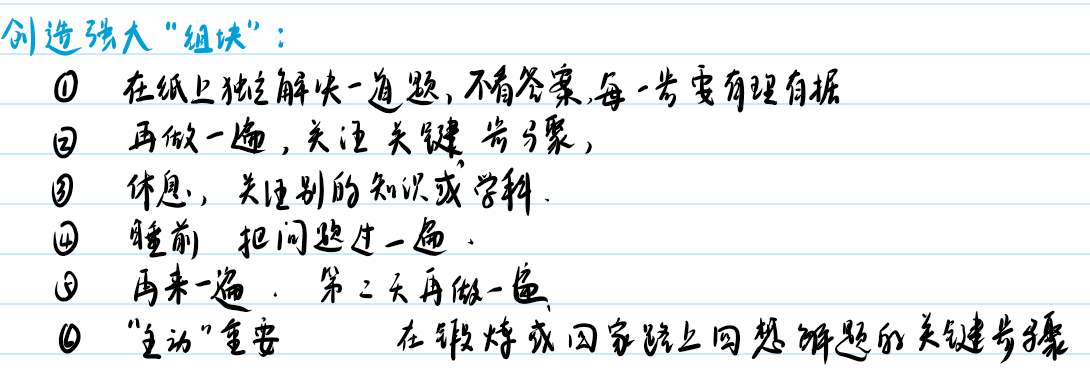 创造强大“组块”：
① 在纸上独立解决一道题，不看答案，每一步要有理有据
② 再做一遍，关注关键步骤，
③ 休息，关注别的知识或学科.
④ 睡前 把问题过一遍.
⑤ 再来一遍. 第二天再做一遍
⑥ “主动”重要 在锻炼或回家路上回想解题的关键步骤